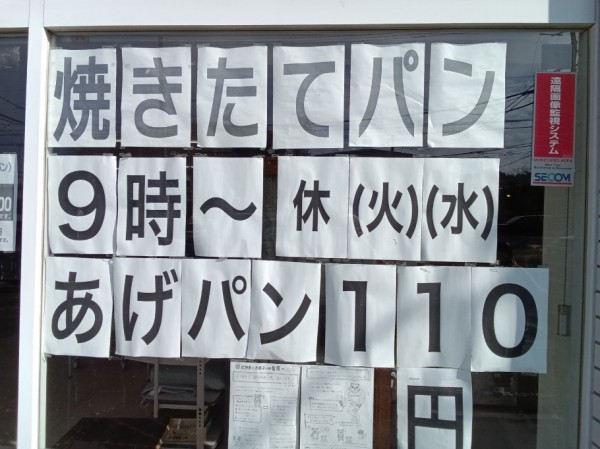 焼きたてパン
9時～ 休(火)(水)
あげパン110
円
遠隔画像監視システム
SECOM